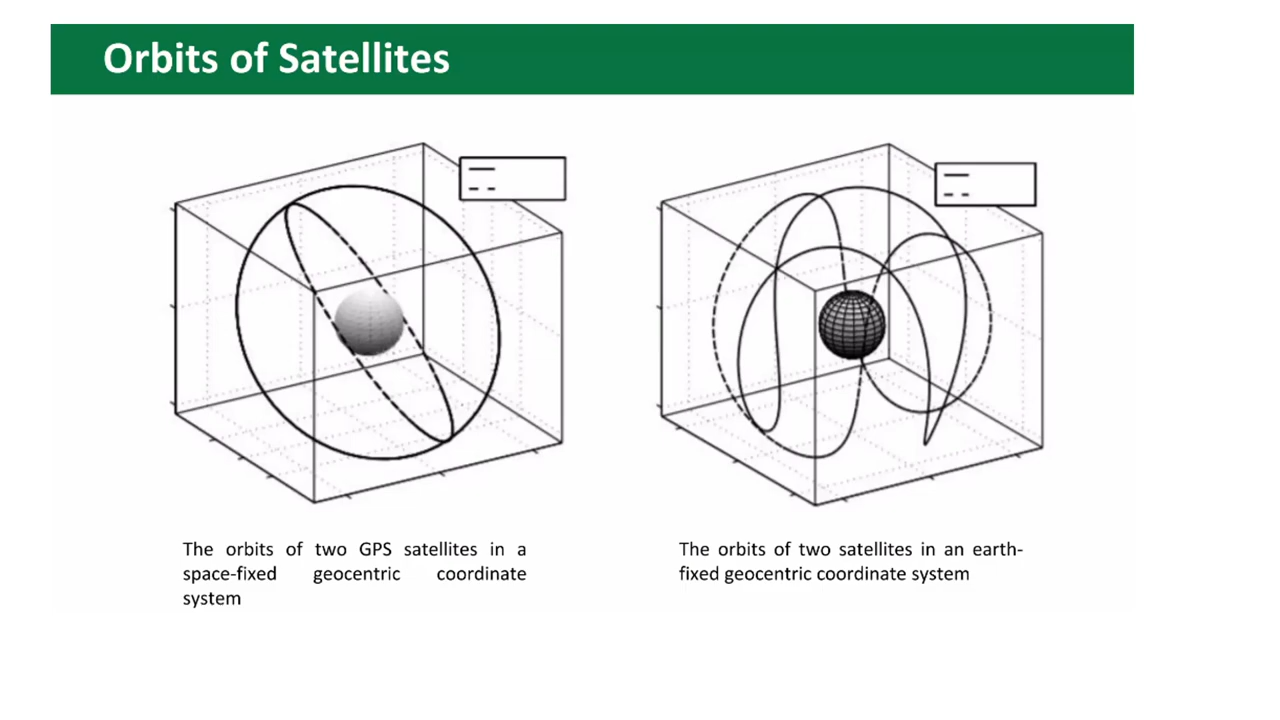 Orbits of Satellites
The orbits of two GPS satellites in a
space-fixed geocentric coordinate
system
The orbits of two satellites in an earth-
fixed geocentric coordinate system